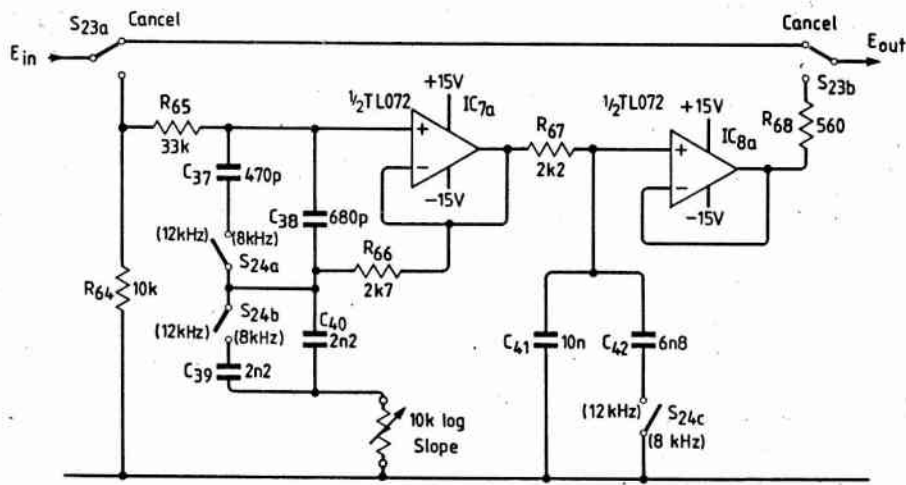 S23a
Cancel
Ein
Cancel
Eout
S23b
R65
33k
½TL072
+15V
IC7a
+
−
−15V
R67
2k2
½TL072
+15V
IC8a
+
−
−15V
R68
560
C37
470p
C38
680p
(12kHz)
(8kHz)
S24a
R66
2k7
R64
10k
S24b
(12kHz)
(8kHz)
C40
2n2
C39
2n2
10k log
Slope
C41
10n
C42
6n8
(12kHz)
S24c
(8 kHz)